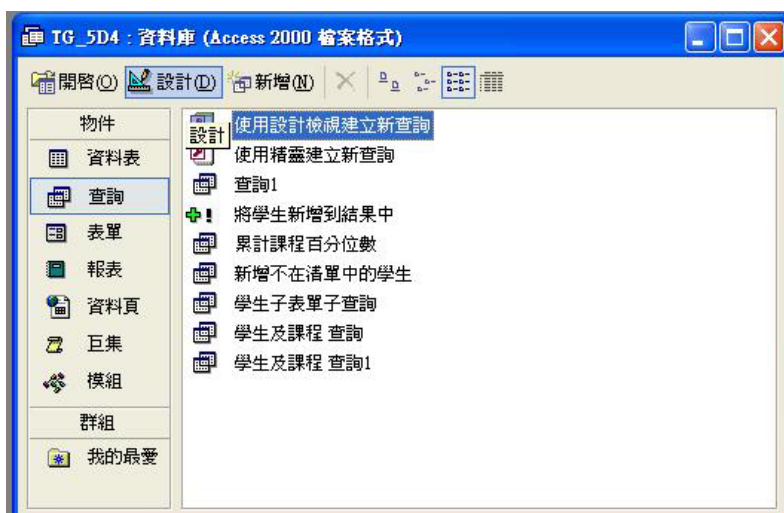 TG_5D4 : 資料庫 (Access 2000 檔案格式)
開啓(O) 設計(D) 新增(N)
物件
資料表
查詢
表單
報表
資料頁
巨集
模組
群組
我的最愛
使用設計檢視建立新查詢
設計
使用精靈建立新查詢
查詢1
將學生新增到結果中
累計課程百分位數
新增不在清單中的學生
學生子表單子查詢
學生及課程 查詢
學生及課程 查詢1